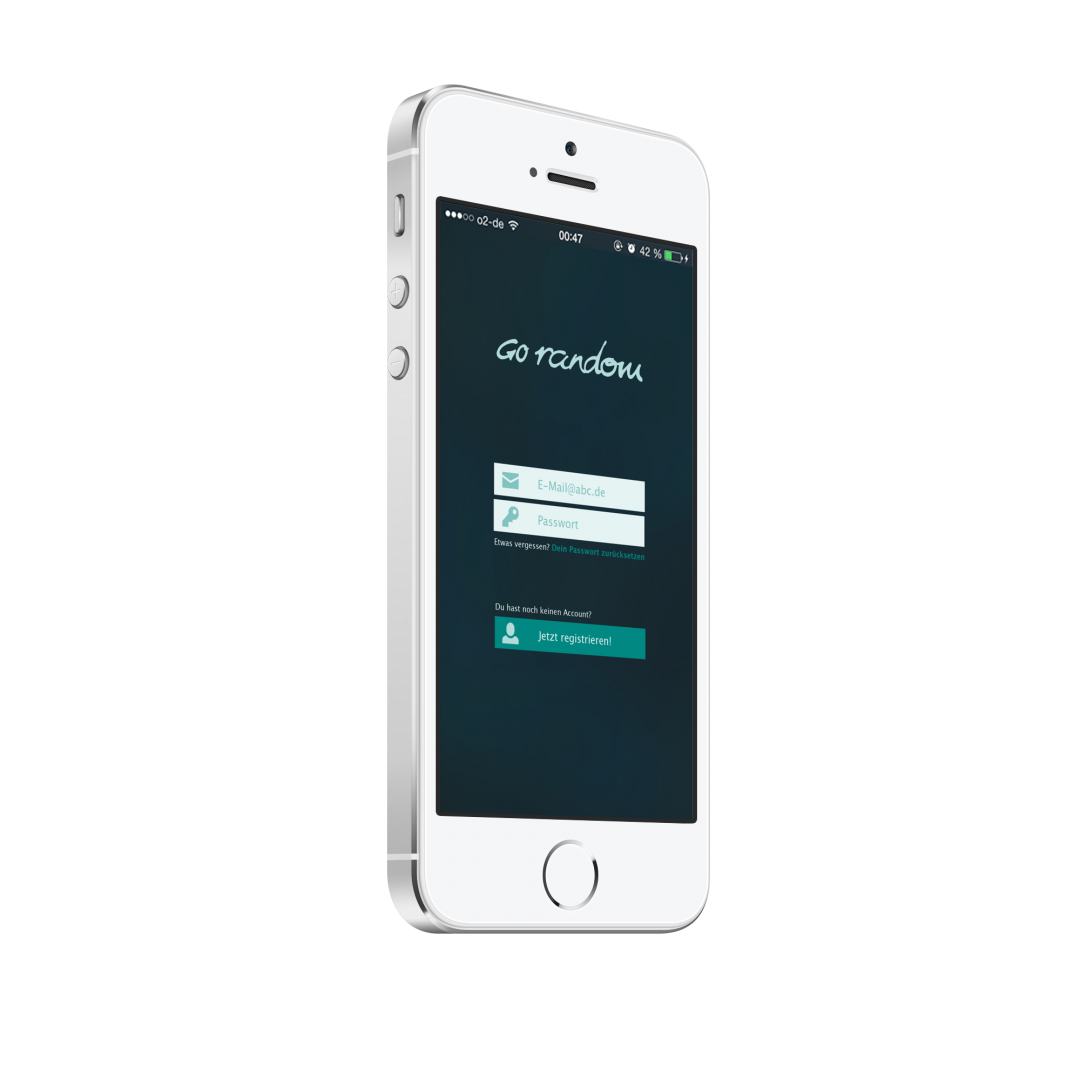 o2-de 00:47 42 %
Go random
E-Mail@abc.de
Passwort
Etwas vergessen? Dein Passwort zurücksetzen
Du hast noch keinen Account?
Jetzt registrieren!